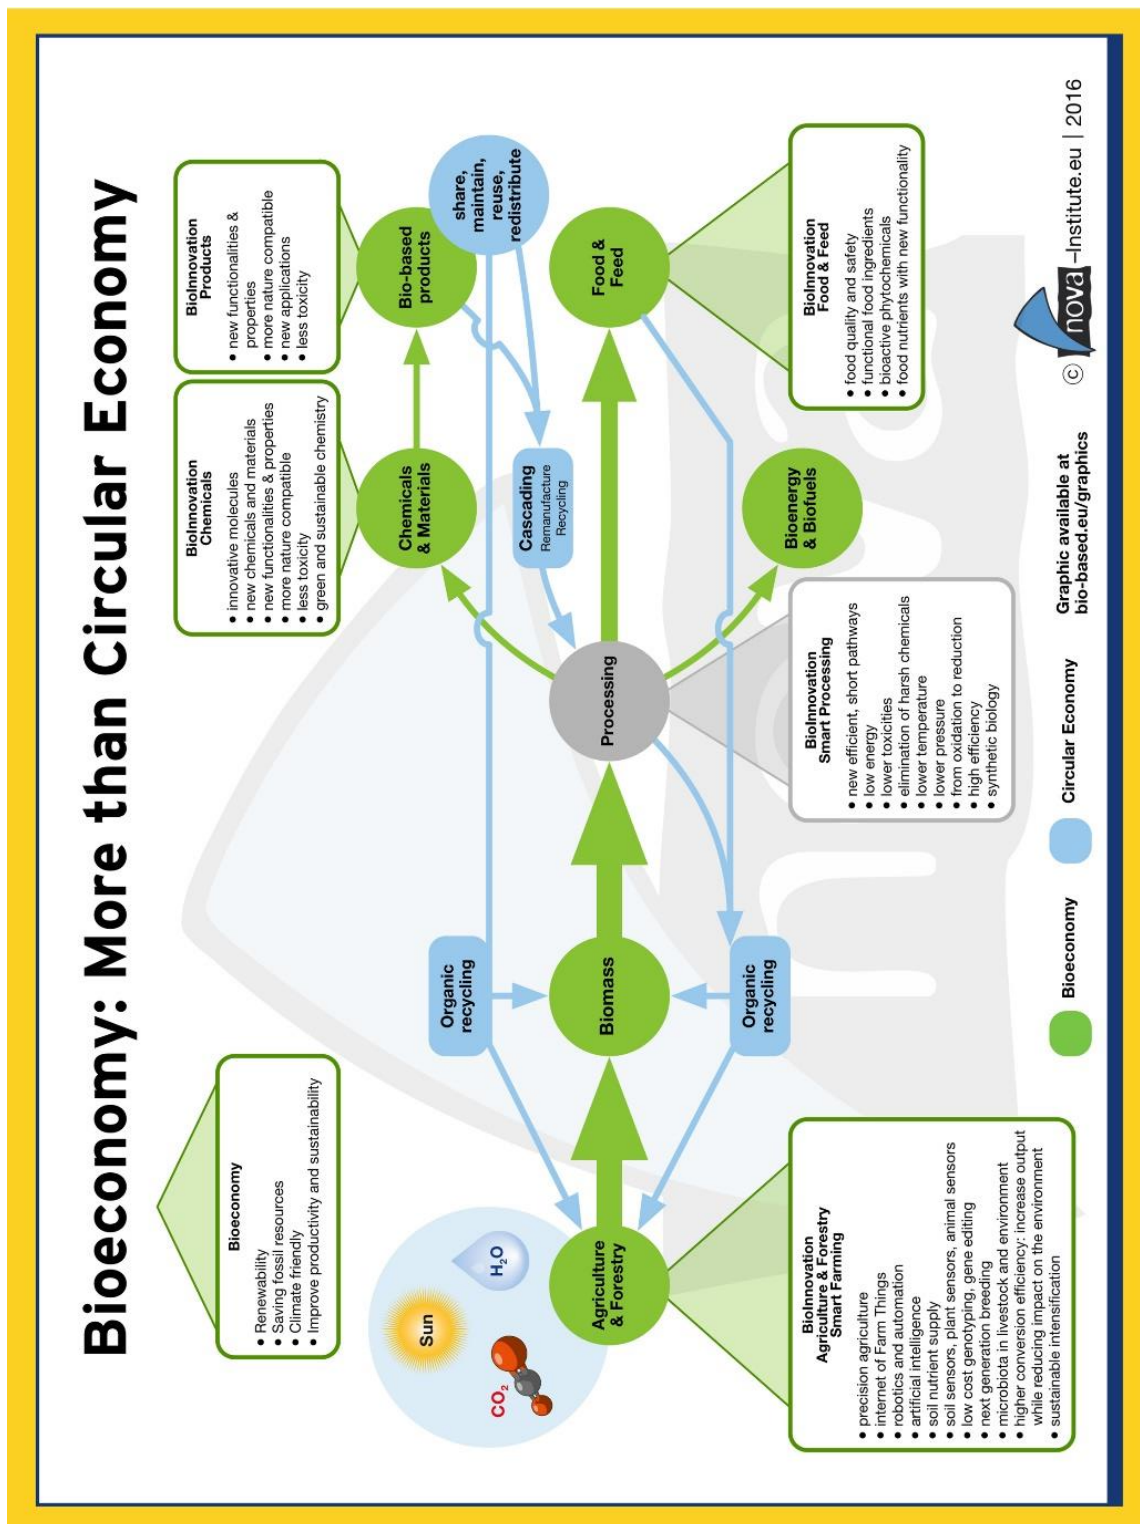 Bioeconomy: More than Circular Economy
Bioeconomy
• Renewability
• Saving fossil resources
• Climate friendly
• Improve productivity and sustainability
BioInnovation
Chemicals
• innovative molecules
• new chemicals and materials
• new functionalities & properties
• more nature compatible
• less toxicity
• green and sustainable chemistry
BioInnovation
Products
• new functionalities &
properties
• more nature compatible
• new applications
• less toxicity
Sun
CO₂
H₂O
Agriculture
& Forestry
Organic
recycling
Biomass
Organic
recycling
Processing
Chemicals
& Materials
Cascading
Remanufacture
Recycling
Bioenergy
& Biofuels
Bio-based
products
share,
maintain,
reuse,
redistribute
Food &
Feed
BioInnovation
Agriculture & Forestry
Smart Farming
• precision agriculture
• internet of Farm Things
• robotics and automation
• artificial intelligence
• soil nutrient supply
• soil sensors, plant sensors, animal sensors
• low cost genotyping, gene editing
• next generation breeding
• microbiota in livestock and environment
• higher conversion efficiency: increase output
while reducing impact on the environment
• sustainable intensification
BioInnovation
Smart Processing
• new efficient, short pathways
• low energy
• lower toxicities
• elimination of harsh chemicals
• lower temperature
• lower pressure
• from oxidation to reduction
• high efficiency
• synthetic biology
BioInnovation
Food & Feed
• food quality and safety
• functional food ingredients
• bioactive phytochemicals
• food nutrients with new functionality
Bioeconomy
Circular Economy
Graphic available at
bio-based.eu/graphics
© nova-Institute.eu | 2016